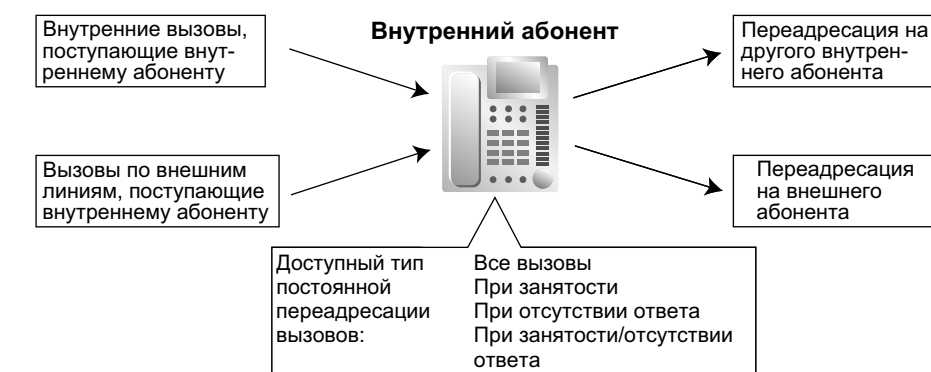 Внутренние вызовы,
поступающие внут-
реннему абоненту
Внутренний абонент
Переадресация на
другого внутрен-
него абонента
Вызовы по внешним
линиям, поступающие
внутреннему абоненту
Переадресация
на внешнего
абонента
Доступный тип
постоянной
переадресации
вызовов:
Все вызовы
При занятости
При отсутствии ответа
При занятости/отсутствии
ответа